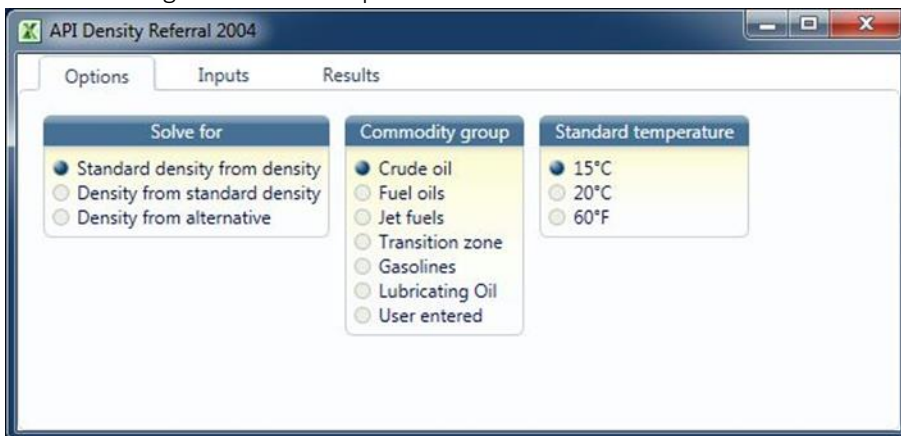 API Density Referral 2004
Options Inputs Results
Solve for
Standard density from density
Density from standard density
Density from alternative
Commodity group
Crude oil
Fuel oils
Jet fuels
Transition zone
Gasolines
Lubricating Oil
User entered
Standard temperature
15°C
20°C
60°F